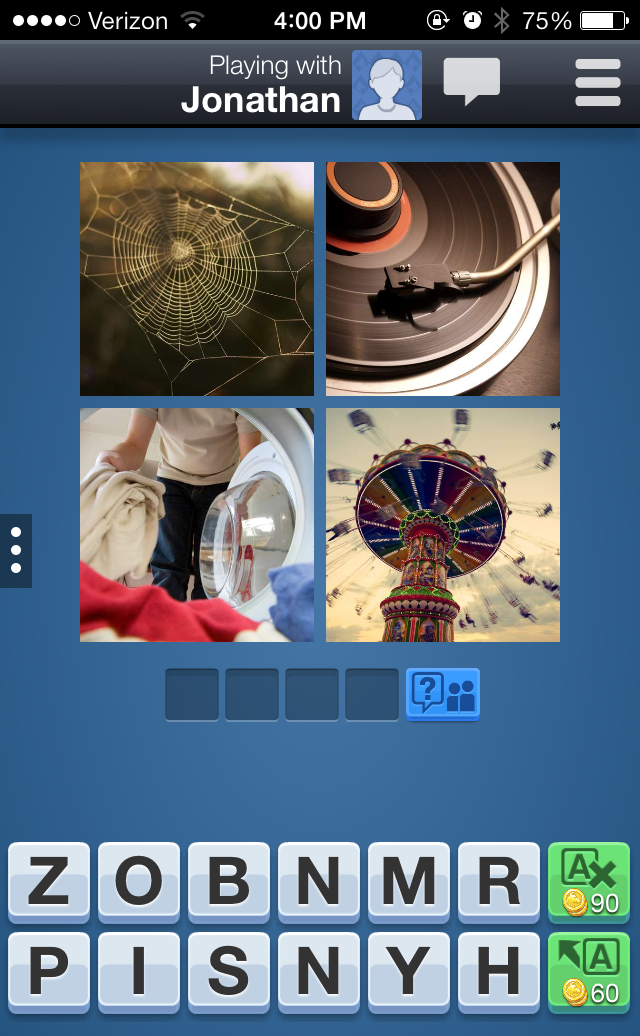 Verizon 4:00 PM 75%
Playing with
Jonathan
?
Z O B N M R A 90
P I S N Y H A 60